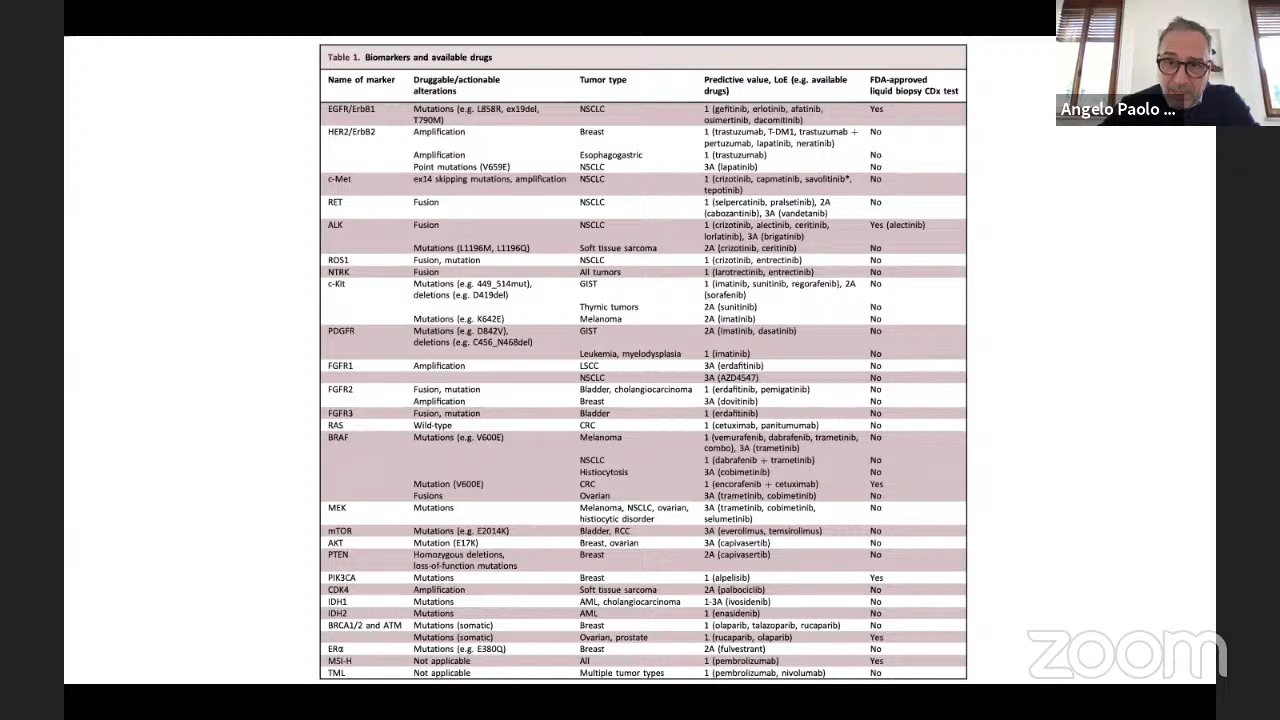 Table 1. Biomarkers and available drugs
Name of marker Druggable/actionable alterations Tumor type Predictive value, LoE (e.g. available drugs) FDA-approved liquid biopsy CDx test
EGFR/ErbB1 Mutations (e.g. L858R, ex19del, T790M) NSCLC 1 (gefitinib, erlotinib, afatinib, osimertinib, dacomitinib) Yes
HER2/ErbB2 Amplification Breast 1 (trastuzumab, T-DM1, trastuzumab + pertuzumab, lapatinib, neratinib) No
Amplification Esophagogastric 1 (trastuzumab) No
Point mutations (V659E) NSCLC 3A (lapatinib) No
c-Met ex14 skipping mutations, amplification NSCLC 1 (crizotinib, capmatinib, savolitinib*, tepotinib) No
RET Fusion NSCLC 1 (selpercatinib, pralsetinib), 2A (cabozantinib), 3A (vandetanib) No
ALK Fusion NSCLC 1 (crizotinib, alectinib, ceritinib, lorlatinib), 3A (brigatinib) Yes (alectinib)
Mutations (L1196M, L1196Q) Soft tissue sarcoma 2A (crizotinib, ceritinib) No
ROS1 Fusion, mutation NSCLC 1 (crizotinib, entrectinib) No
NTRK Fusion All tumors 1 (larotrectinib, entrectinib) No
c-Kit Mutations (e.g. 449_514mut), deletions (e.g. D419del) GIST 1 (imatinib, sunitinib, regorafenib), 2A (sorafenib) No
Thymic tumors 2A (sunitinib) No
Mutations (e.g. K642E) Melanoma 2A (imatinib) No
PDGFR Mutations (e.g. D842V), deletions (e.g. C456_N468del) GIST 2A (imatinib, dasatinib) No
Leukemia, myelodysplasia 1 (imatinib) No
FGFR1 Amplification LSCC 3A (erdafitinib) No
NSCLC 3A (AZD4547) No
FGFR2 Fusion, mutation Bladder, cholangiocarcinoma 1 (erdafitinib, pemigatinib) No
Amplification Breast 3A (dovitinib) No
FGFR3 Fusion, mutation Bladder 1 (erdafitinib) No
RAS Wild-type CRC 1 (cetuximab, panitumumab) No
BRAF Mutations (e.g. V600E) Melanoma 1 (vemurafenib, dabrafenib, trametinib, combo), 3A (trametinib) No
NSCLC 1 (dabrafenib + trametinib) No
Histiocytosis 3A (cobimetinib) No
Mutation (V600E) CRC 1 (encorafenib + cetuximab) Yes
Fusions Ovarian 3A (trametinib, cobimetinib) No
MEK Mutations Melanoma, NSCLC, ovarian, histiocytic disorder 3A (trametinib, cobimetinib, selumetinib) No
mTOR Mutations (e.g. E2014K) Bladder, RCC 3A (everolimus, temsirolimus) No
AKT Mutation (E17K) Breast, ovarian 3A (capivasertib) No
PTEN Homozygous deletions, loss-of-function mutations Breast 2A (capivasertib) No
PIK3CA Mutations Breast 1 (alpelisib) Yes
CDK4 Amplification Soft tissue sarcoma 2A (palbociclib) No
IDH1 Mutations AML, cholangiocarcinoma 1-3A (ivosidenib) No
IDH2 Mutations AML 1 (enasidenib) No
BRCA1/2 and ATM Mutations (somatic) Breast 1 (olaparib, talazoparib, rucaparib) No
Mutations (somatic) Ovarian, prostate 1 (rucaparib, olaparib) Yes
ERα Mutations (e.g. E380Q) Breast 2A (fulvestrant) No
MSI-H Not applicable All 1 (pembrolizumab) Yes
TML Not applicable Multiple tumor types 1 (pembrolizumab, nivolumab) No
Angelo Paolo ...
zoom